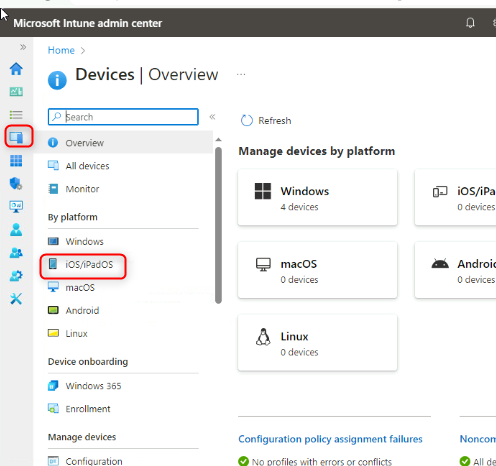 Microsoft Intune admin center
Home >
Devices | Overview ...
Search
Refresh
Overview
All devices
Monitor
By platform
Windows
iOS/iPadOS
macOS
Android
Linux
Device onboarding
Windows 365
Enrollment
Manage devices
Configuration
Manage devices by platform
Windows
4 devices
iOS/iPa
0 devices
macOS
0 devices
Androi
0 devices
Linux
0 devices
Configuration policy assignment failures
No profiles with errors or conflicts
Noncom
All de